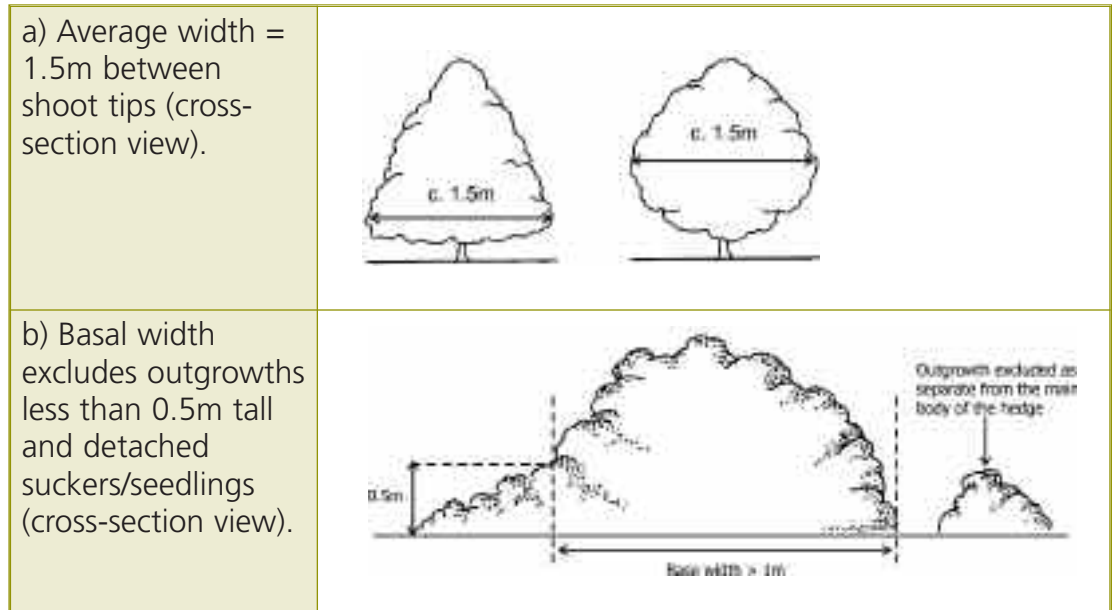 a) Average width =
1.5m between
shoot tips (cross-
section view).
c. 1.5m
c. 1.5m
b) Basal width
excludes outgrowths
less than 0.5m tall
and detached
suckers/seedlings
(cross-section view).
0.5m
Outgrowth excluded as
separate from the main
body of the hedge
Base width > 1m